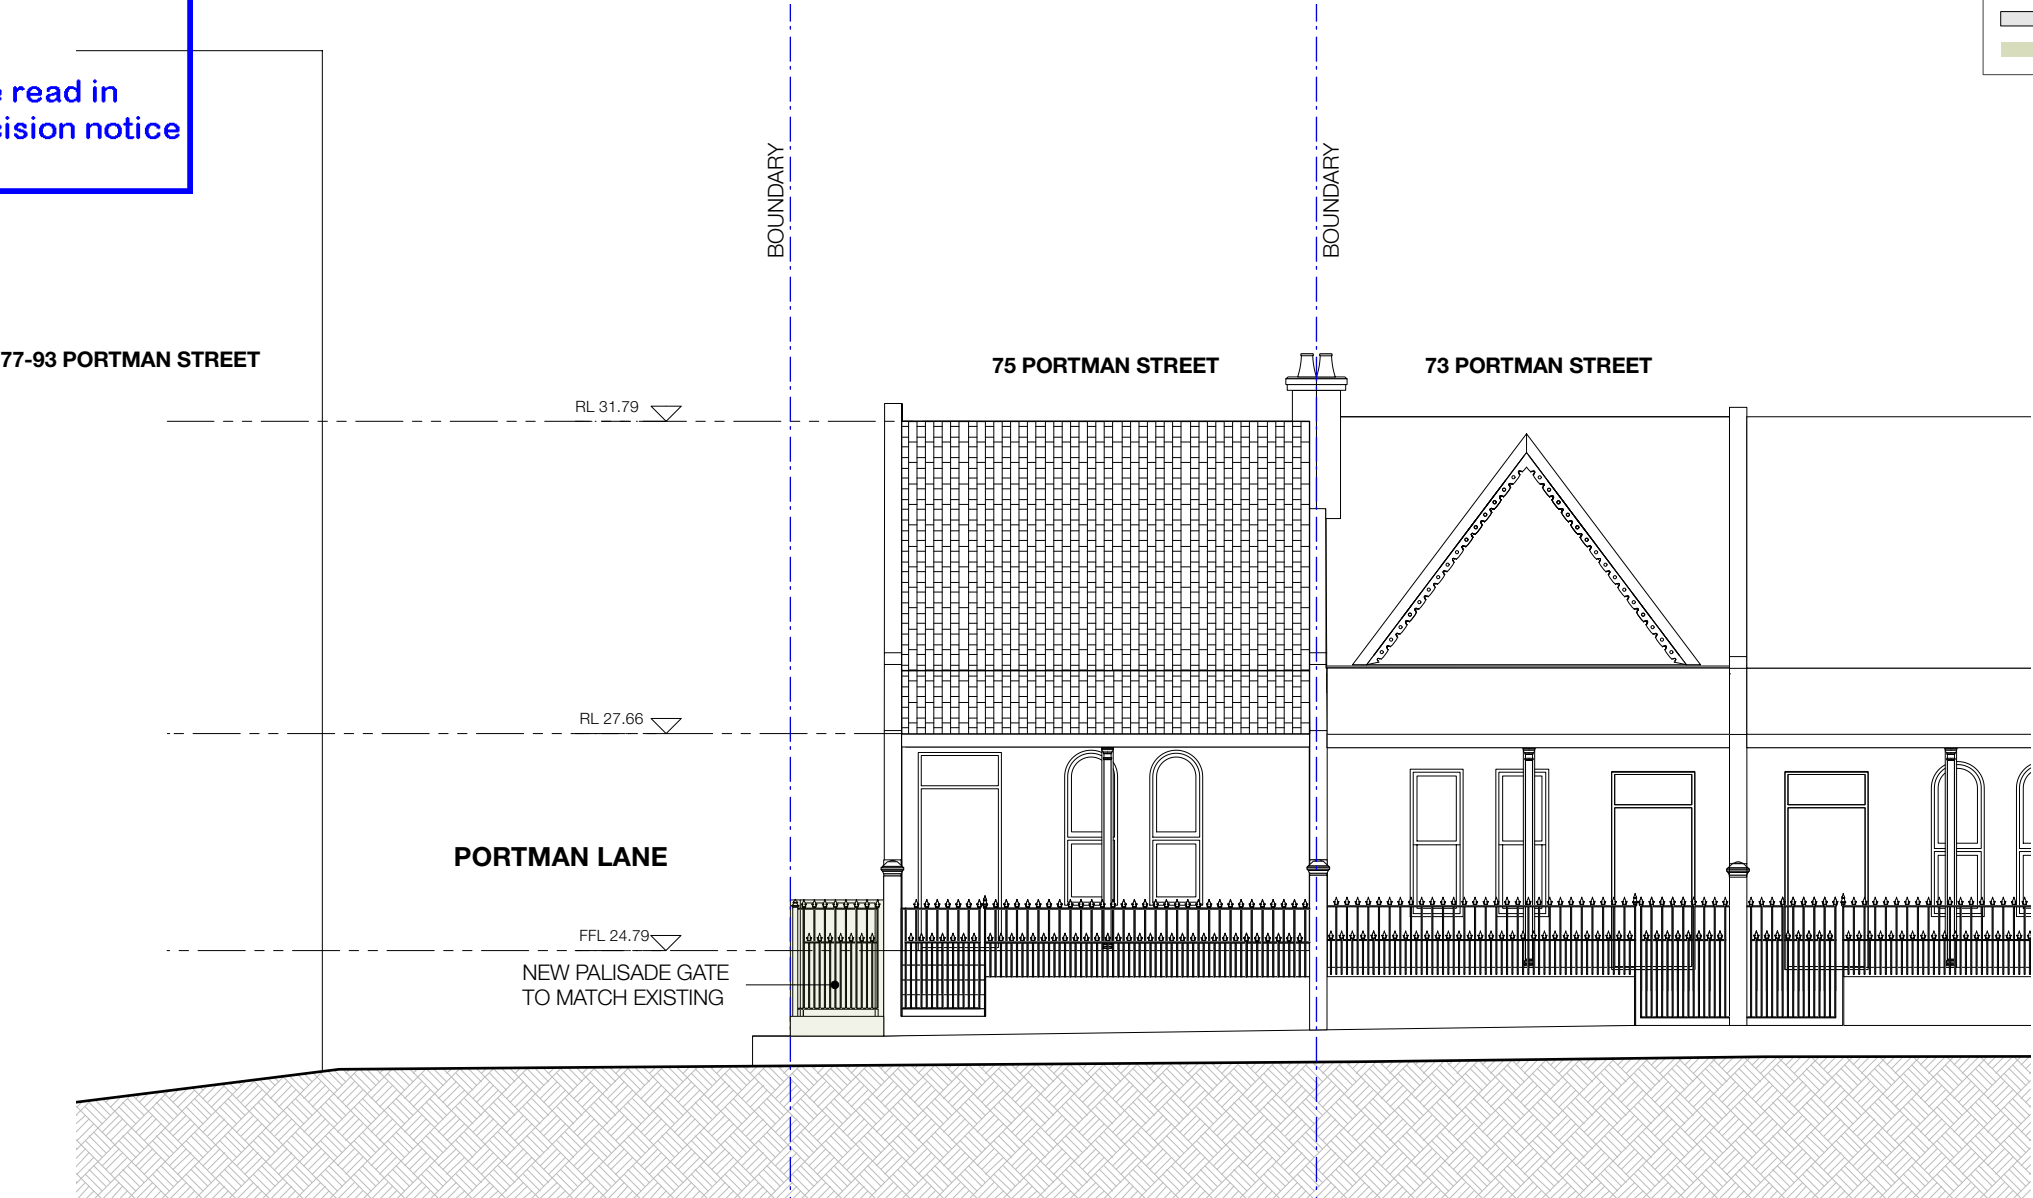 read in
cision notice
BOUNDARY
BOUNDARY
77-93 PORTMAN STREET
75 PORTMAN STREET
73 PORTMAN STREET
RL 31.79
RL 27.66
PORTMAN LANE
FFL 24.79
NEW PALISADE GATE
TO MATCH EXISTING